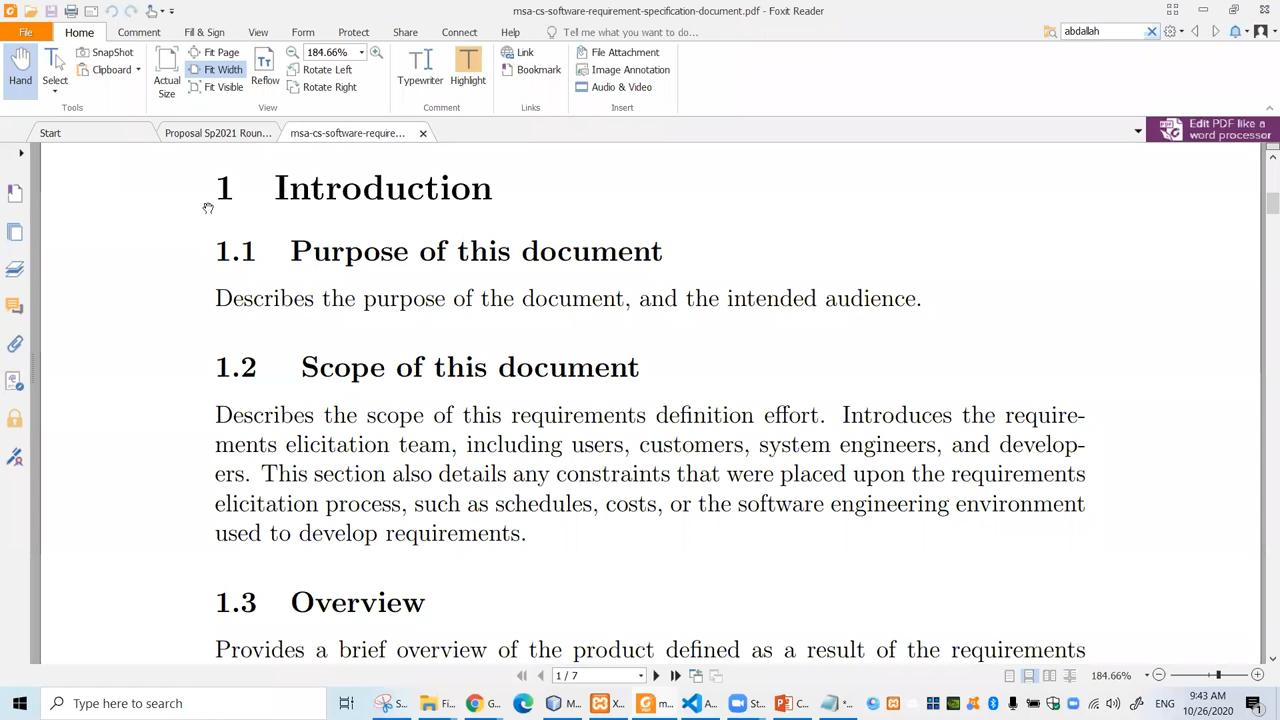 msa-cs-software-requirement-specification-document.pdf - Foxit Reader
File Home Comment Fill & Sign View Form Protect Share Connect Help Tell me what you want to do... abdallah
Hand Select SnapShot Clipboard Actual Size Fit Page Fit Width Fit Visible Reflow 184.66% Rotate Left Rotate Right Typewriter Highlight Link Bookmark File Attachment Image Annotation Audio & Video
Tools View Comment Links Insert
Start Proposal Sp2021 Roun... msa-cs-software-require... Edit PDF like a word processor
1 Introduction
1.1 Purpose of this document
Describes the purpose of the document, and the intended audience.
1.2 Scope of this document
Describes the scope of this requirements definition effort. Introduces the require-
ments elicitation team, including users, customers, system engineers, and develop-
ers. This section also details any constraints that were placed upon the requirements
elicitation process, such as schedules, costs, or the software engineering environment
used to develop requirements.
1.3 Overview
Provides a brief overview of the product defined as a result of the requirements
1 / 7 184.66%
Type here to search S... Fi... G... M... X... m... A... St... C... ENG 9:43 AM
10/26/2020